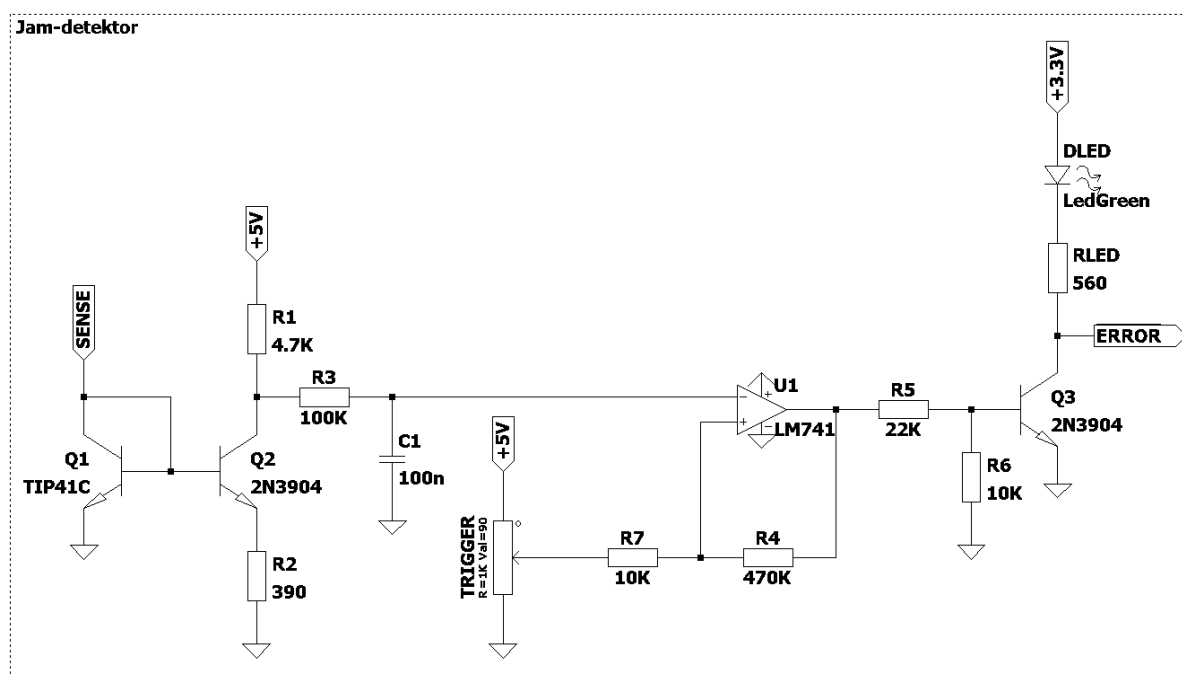 Jam-detektor
+3.3V
DLED
LedGreen
+5V
RLED
560
SENSE
R1
4.7K
ERROR
R3
100K
U1
LM741
R5
22K
Q3
2N3904
+5V
C1
100n
Q1
TIP41C
Q2
2N3904
R6
10K
TRIGGER
R=1K Val=90
R7
10K
R4
470K
R2
390